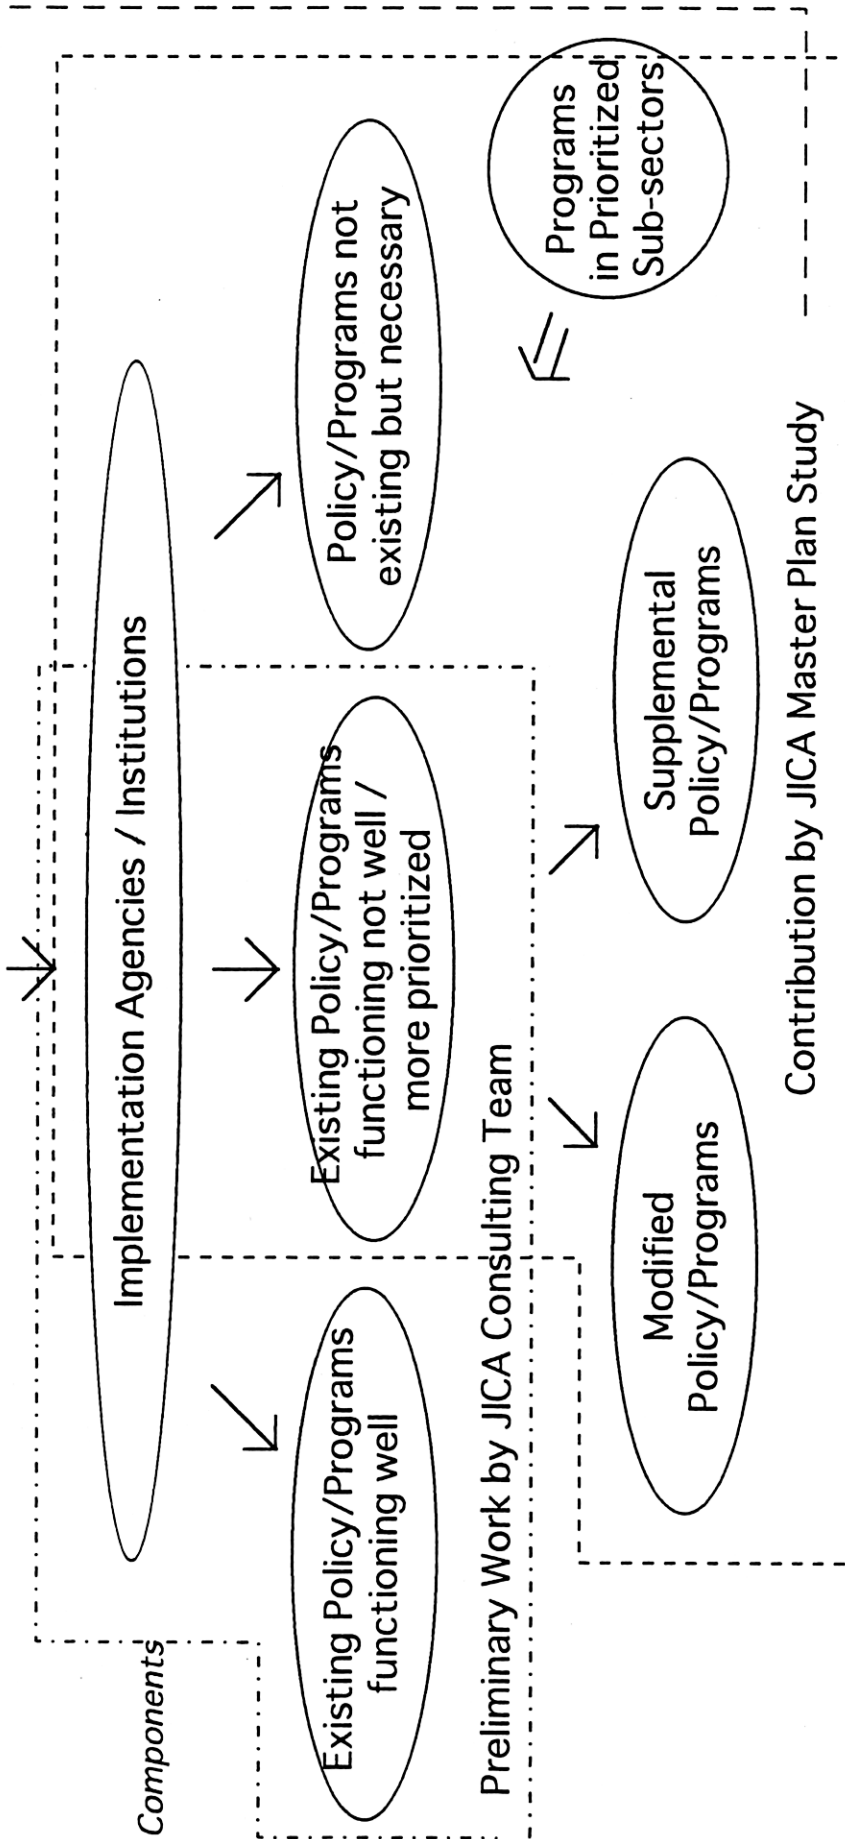 Components
Implementation Agencies / Institutions
Existing Policy/Programs
functioning well
Existing Policy/Programs
functioning not well /
more prioritized
Policy/Programs not
existing but necessary
Preliminary Work by JICA Consulting Team
Programs
in Prioritized
Sub-sectors
Modified
Policy/Programs
Supplemental
Policy/Programs
Contribution by JICA Master Plan Study